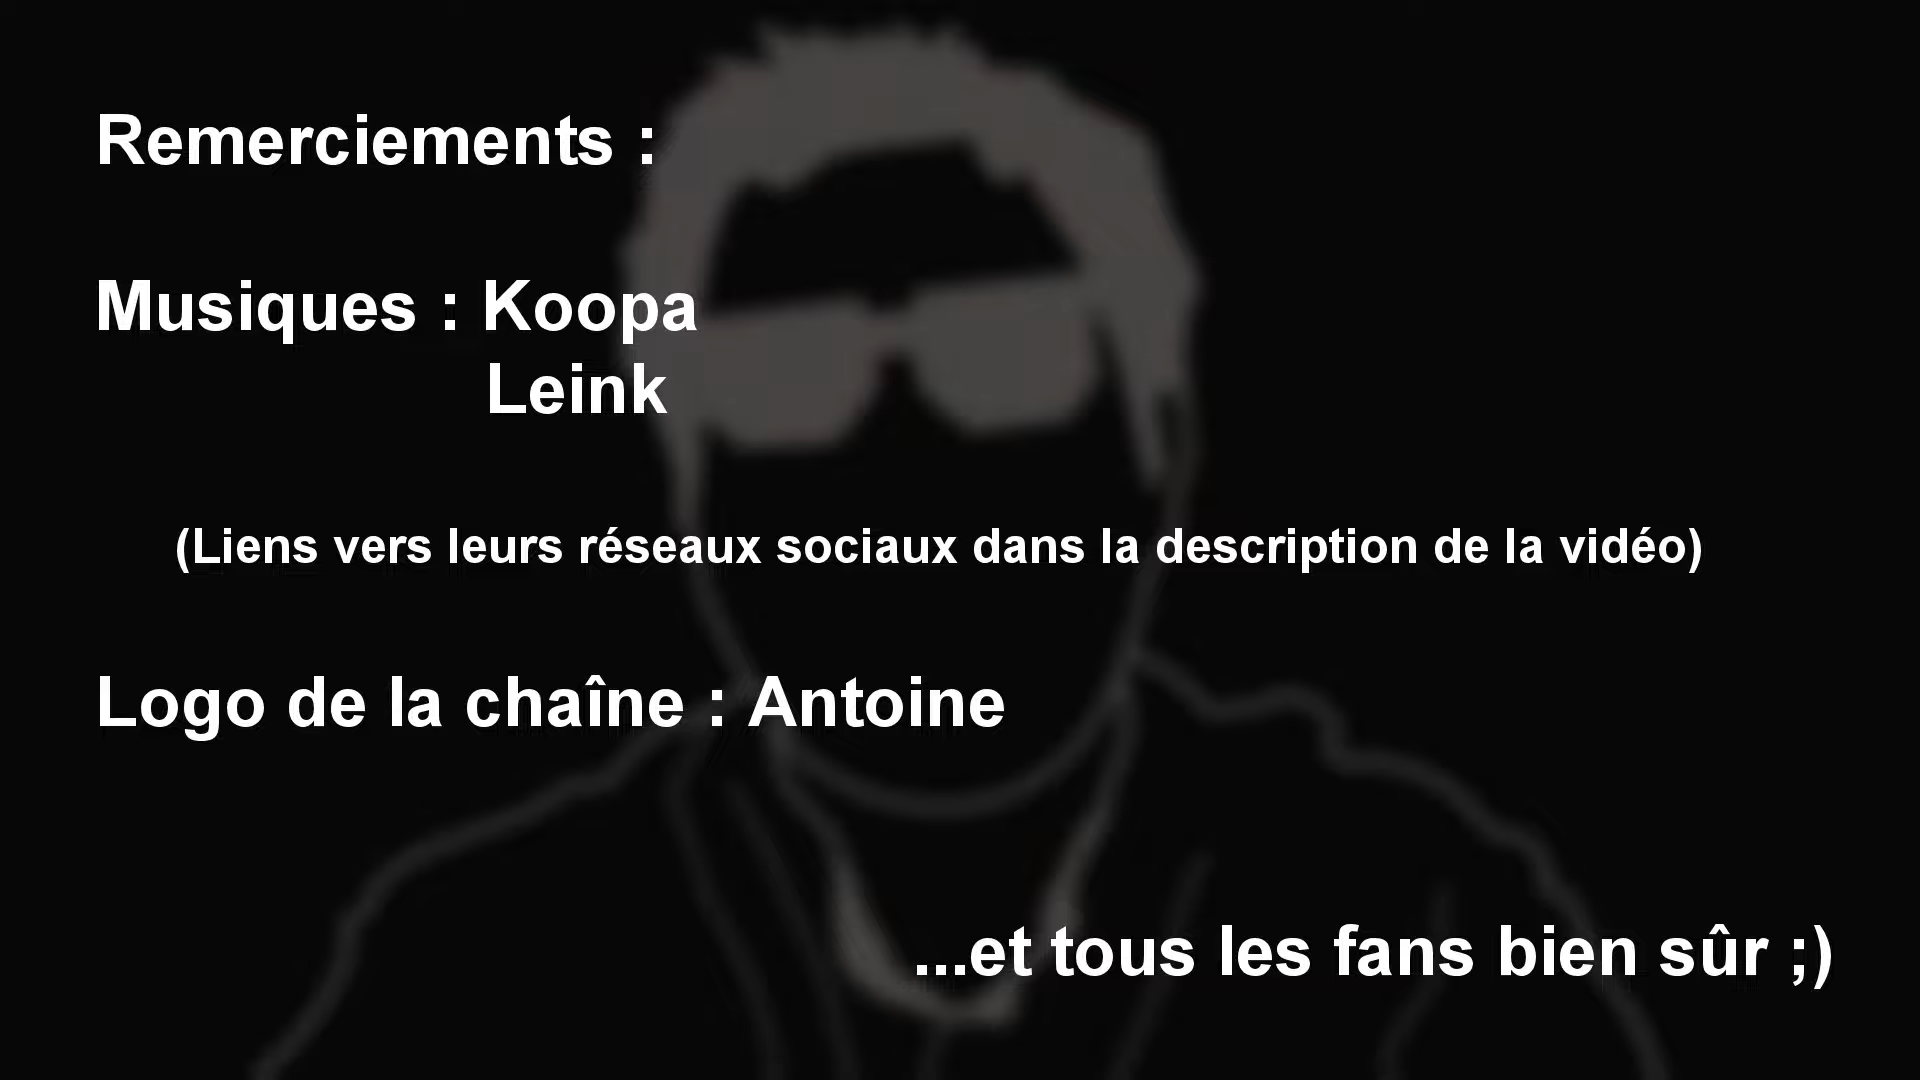 Remerciements :
Musiques : Koopa
Leink
(Liens vers leurs réseaux sociaux dans la description de la vidéo)
Logo de la chaîne : Antoine
...et tous les fans bien sûr ;)